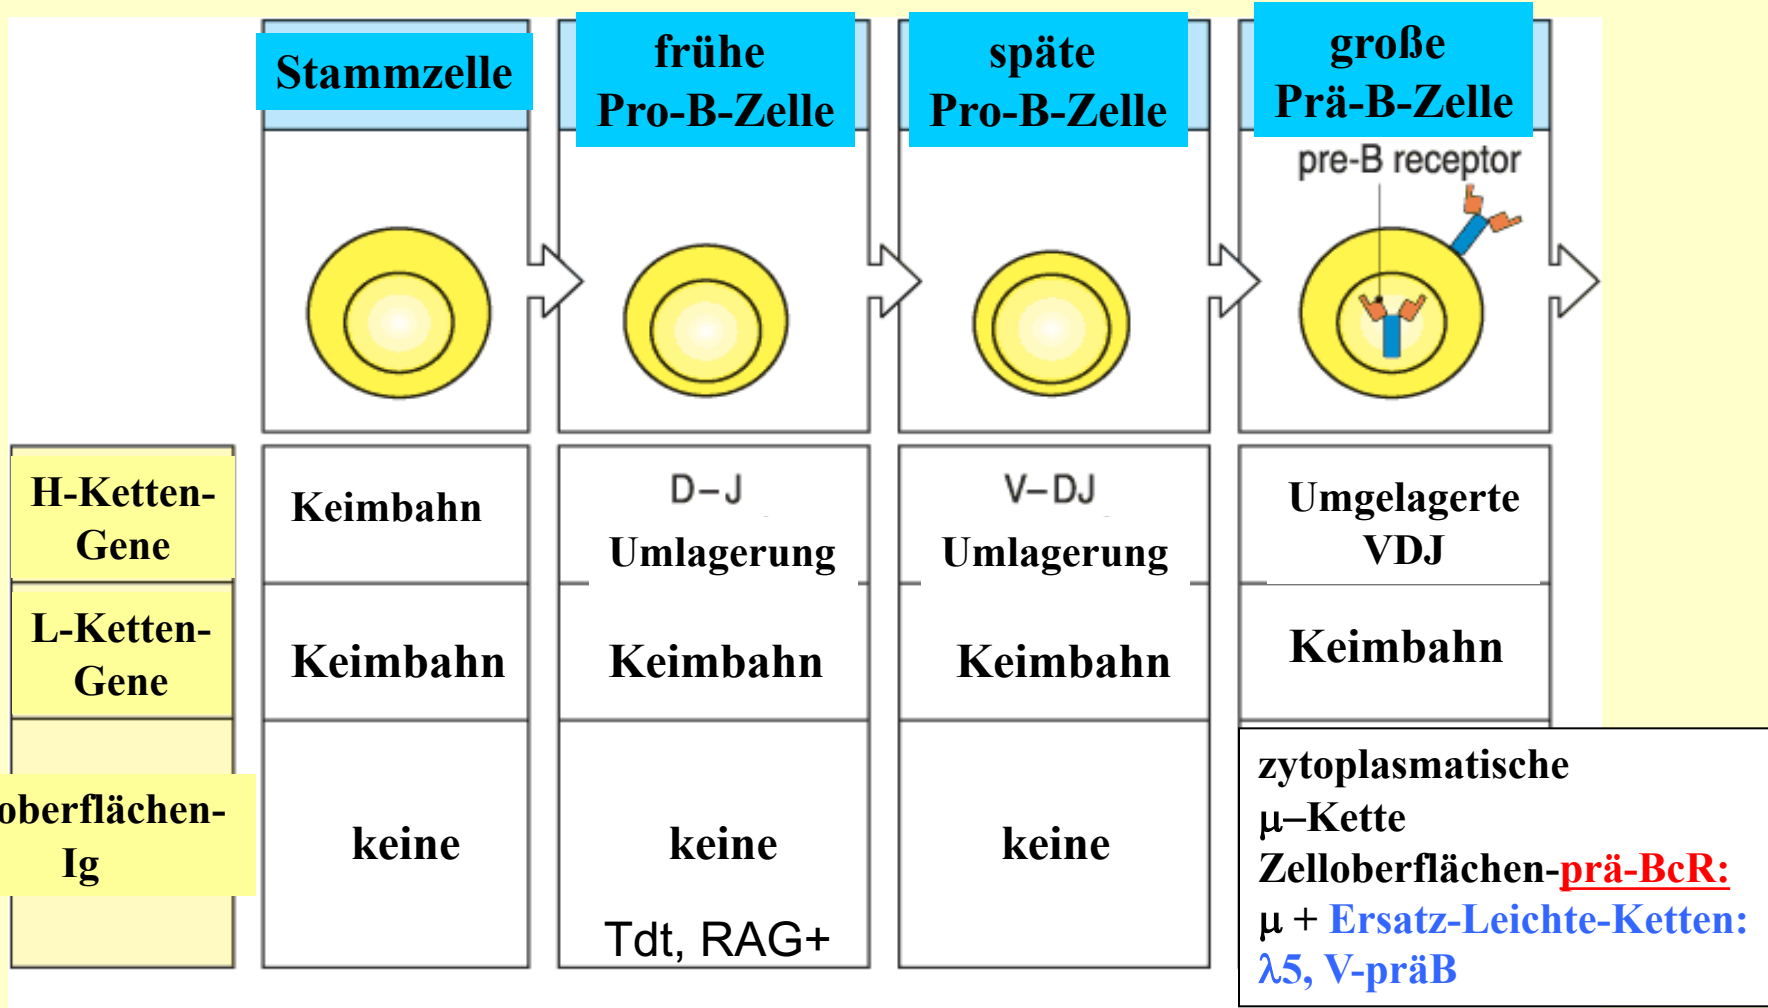 Stammzelle
frühe
Pro-B-Zelle
späte
Pro-B-Zelle
große
Prä-B-Zelle
pre-B receptor
H-Ketten-
Gene
Keimbahn
D–J
Umlagerung
V–DJ
Umlagerung
Umgelagerte
VDJ
L-Ketten-
Gene
Keimbahn
Keimbahn
Keimbahn
Keimbahn
oberflächen-
Ig
keine
keine
Tdt, RAG+
keine
zytoplasmatische
μ–Kette
Zelloberflächen-prä-BcR:
μ + Ersatz-Leichte-Ketten:
λ5, V-präB